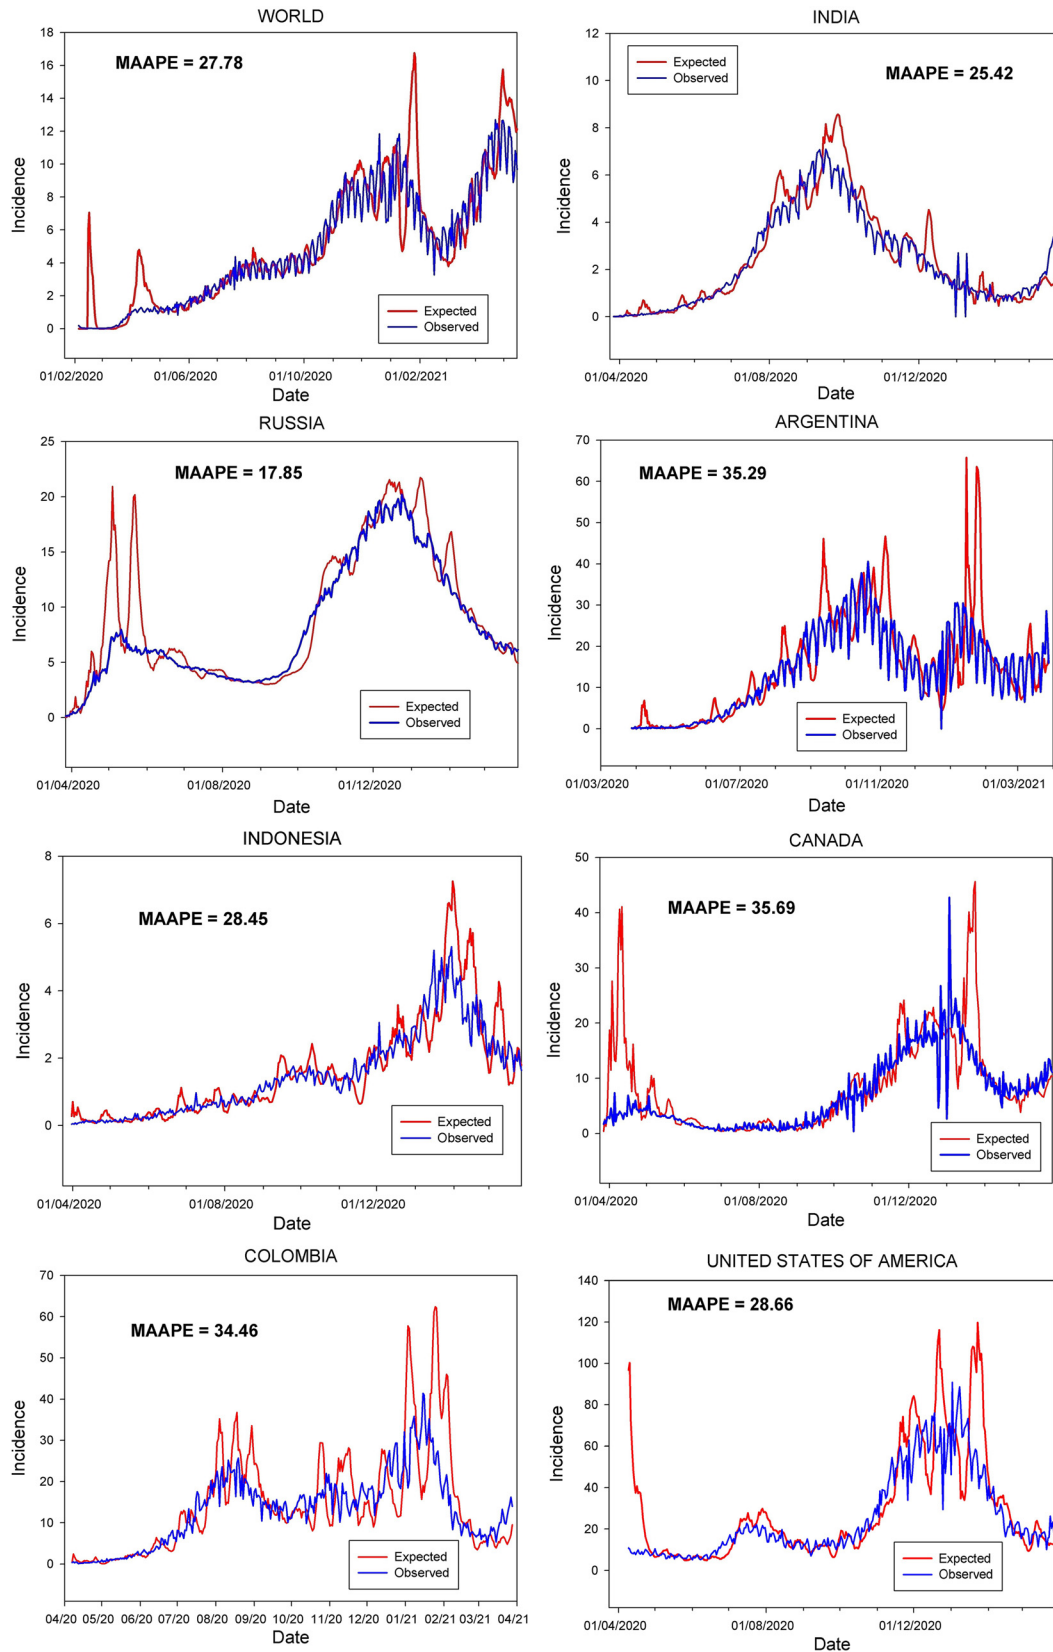 WORLD
MAAPE = 27.78
Incidence
18
16
14
12
10
8
6
4
2
0
-2
Expected
Observed
01/02/2020 01/06/2020 01/10/2020 01/02/2021
Date
INDIA
Expected
Observed
MAAPE = 25.42
Incidence
12
10
8
6
4
2
0
01/04/2020 01/08/2020 01/12/2020
Date
RUSSIA
MAAPE = 17.85
Incidence
25
20
15
10
5
0
Expected
Observed
01/04/2020 01/08/2020 01/12/2020
Date
ARGENTINA
MAAPE = 35.29
Incidence
70
60
50
40
30
20
10
0
Expected
Observed
01/03/2020 01/07/2020 01/11/2020 01/03/2021
Date
INDONESIA
MAAPE = 28.45
Incidence
8
6
4
2
0
Expected
Observed
01/04/2020 01/08/2020 01/12/2020
Date
CANADA
MAAPE = 35.69
Incidence
50
40
30
20
10
0
Expected
Observed
01/04/2020 01/08/2020 01/12/2020
Date
COLOMBIA
MAAPE = 34.46
Incidence
70
60
50
40
30
20
10
0
Expected
Observed
04/20 05/20 06/20 07/20 08/20 09/20 10/20 11/20 12/20 01/21 02/21 03/21 04/21
Date
UNITED STATES OF AMERICA
MAAPE = 28.66
Incidence
140
120
100
80
60
40
20
0
Expected
Observed
01/04/2020 01/08/2020 01/12/2020
Date